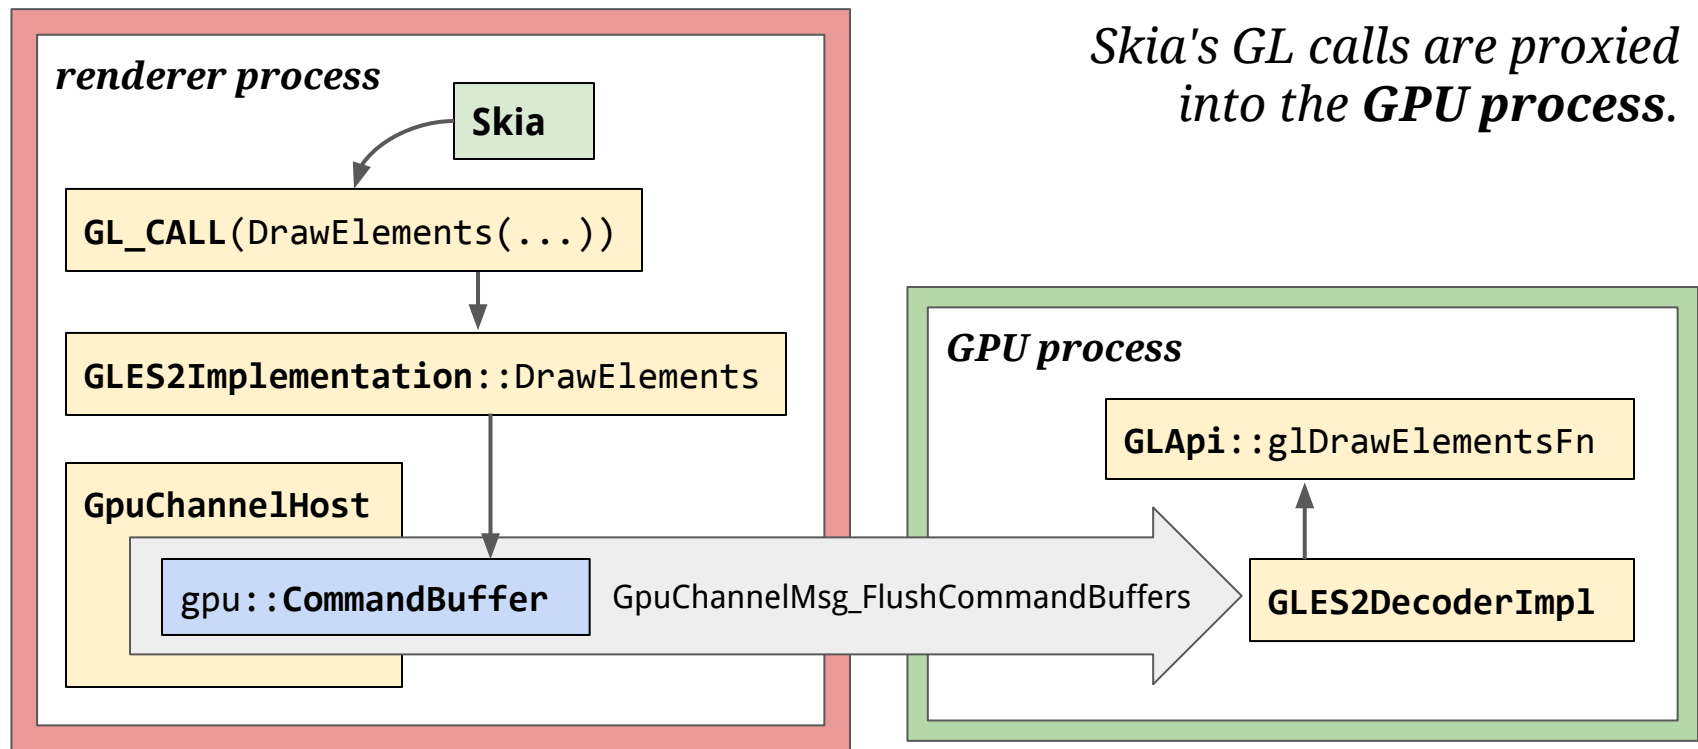 Skia's GL calls are proxied
into the GPU process.
renderer process
Skia
GL_CALL(DrawElements(...))
GLES2Implementation::DrawElements
GpuChannelHost
gpu::CommandBuffer
GpuChannelMsg_FlushCommandBuffers
GPU process
GLApi::glDrawElementsFn
GLES2DecoderImpl